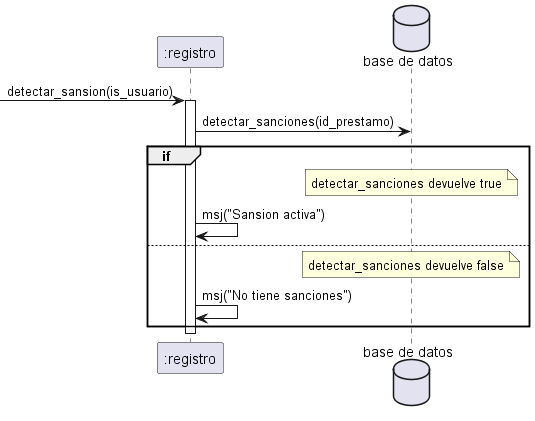 base de datos
:registro
detectar_sansion(is_usuario)
detectar_sanciones(id_prestamo)
if
detectar_sanciones devuelve true
msj("Sansion activa")
detectar_sanciones devuelve false
msj("No tiene sanciones")
:registro
base de datos